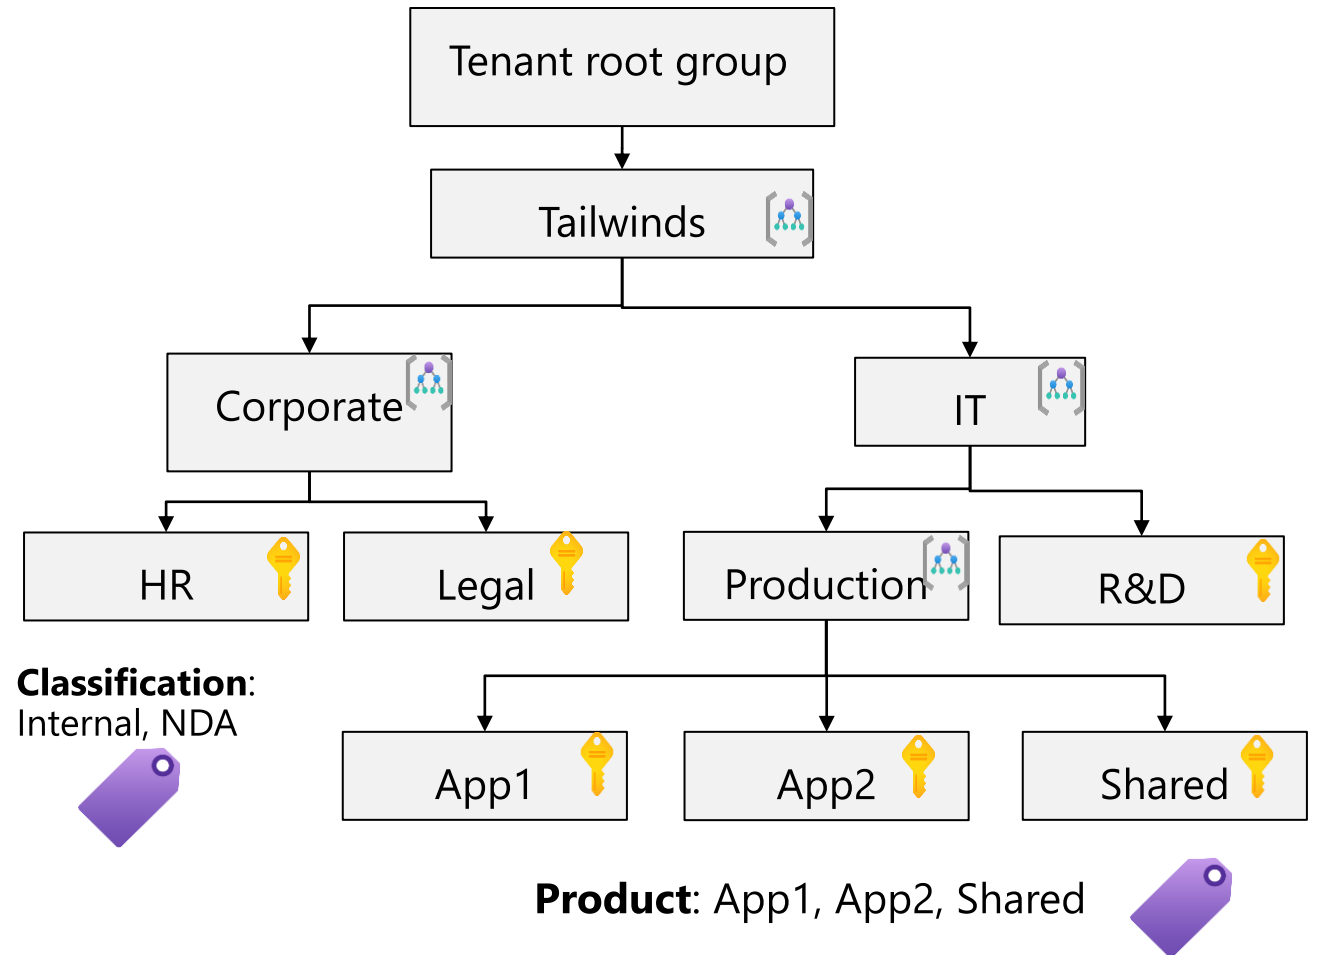 Tenant root group
Tailwinds
Corporate
IT
HR
Legal
Production
R&D
Classification:
Internal, NDA
App1
App2
Shared
Product: App1, App2, Shared